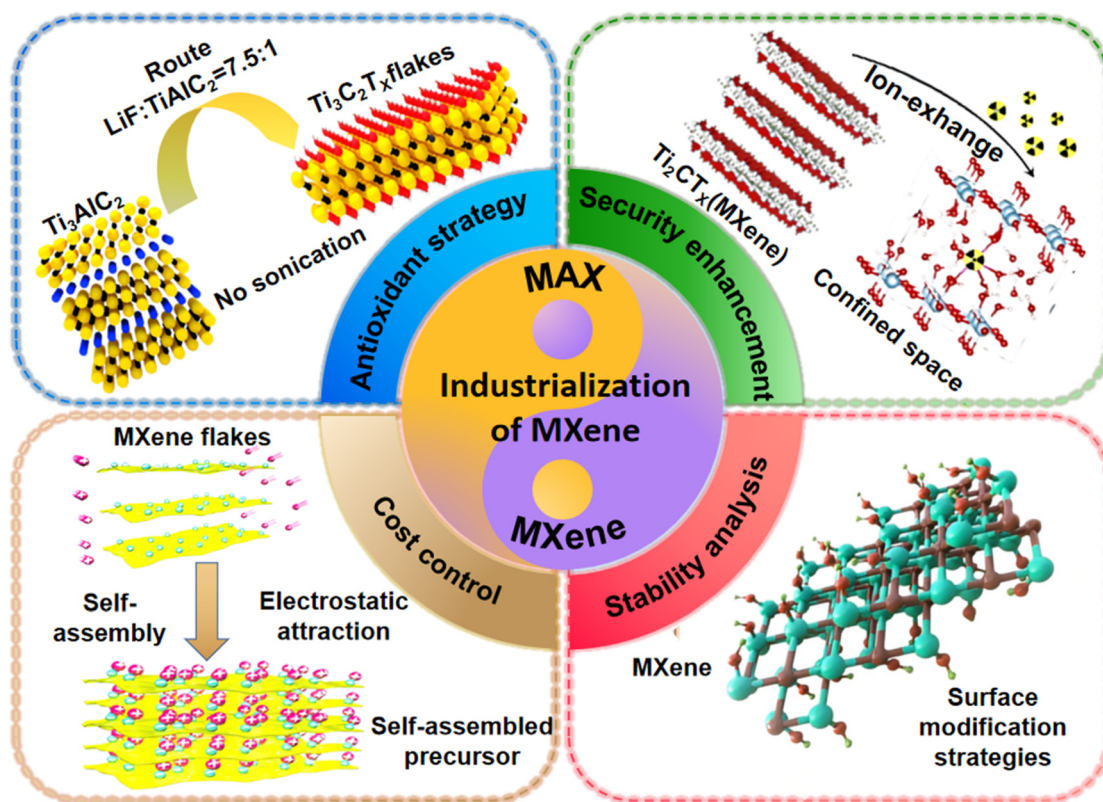 Route
LiF:TiAlC₂=7.5:1
Ti₃C₂Tₓflakes
Ti₃AlC₂
No sonication
Antioxidant strategy
Security enhancement
Ti₂CTₓ(MXene)
Ion-exhange
Confined space
MAX
Industrialization
of MXene
MXene
Cost control
Stability analysis
MXene flakes
Self-
assembly
Electrostatic
attraction
Self-assembled
precursor
MXene
Surface
modification
strategies